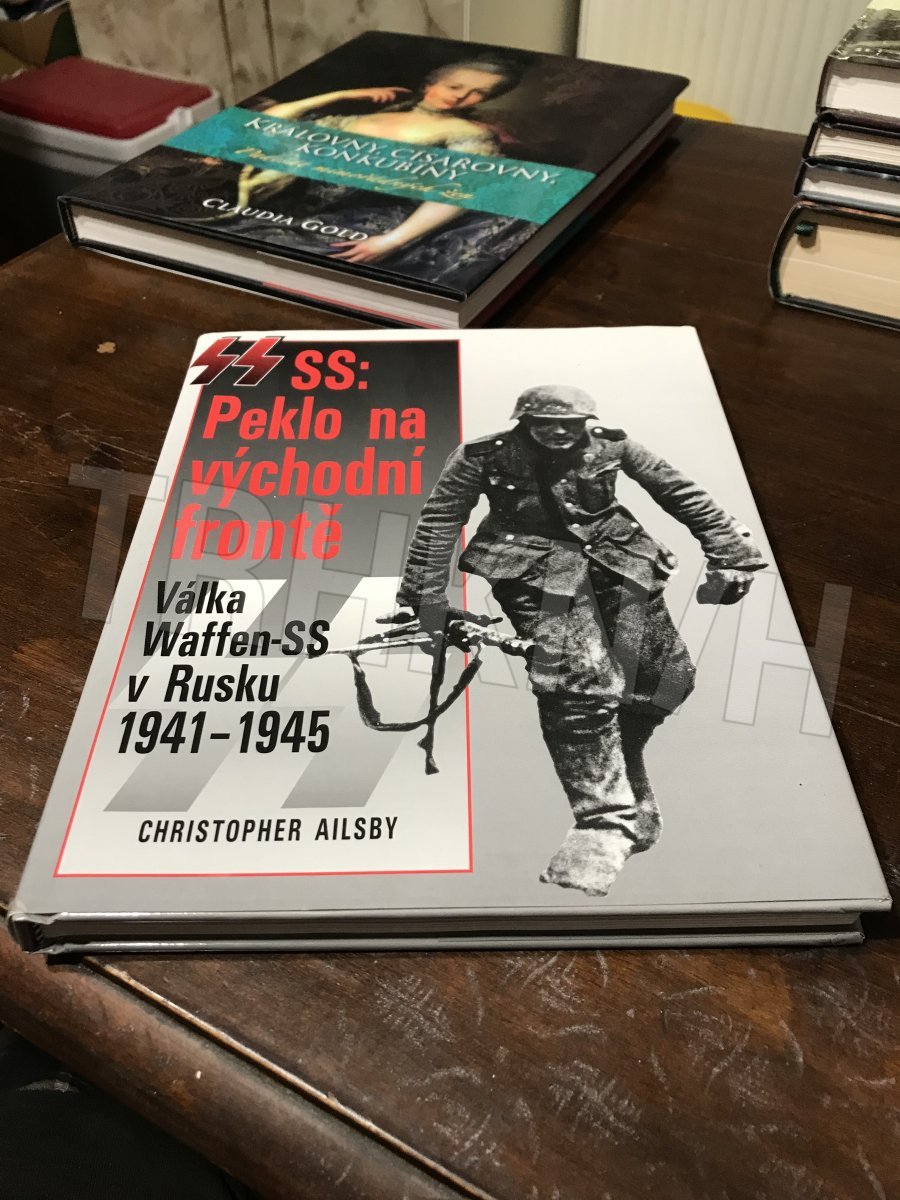 KRÁLOVNY, CÍSAŘOVNY,
KONKUBÍNY
CLAUDIA GOLD
SS:
Peklo na
východní
frontě
Válka
Waffen-SS
v Rusku
1941–1945
CHRISTOPHER AILSBY